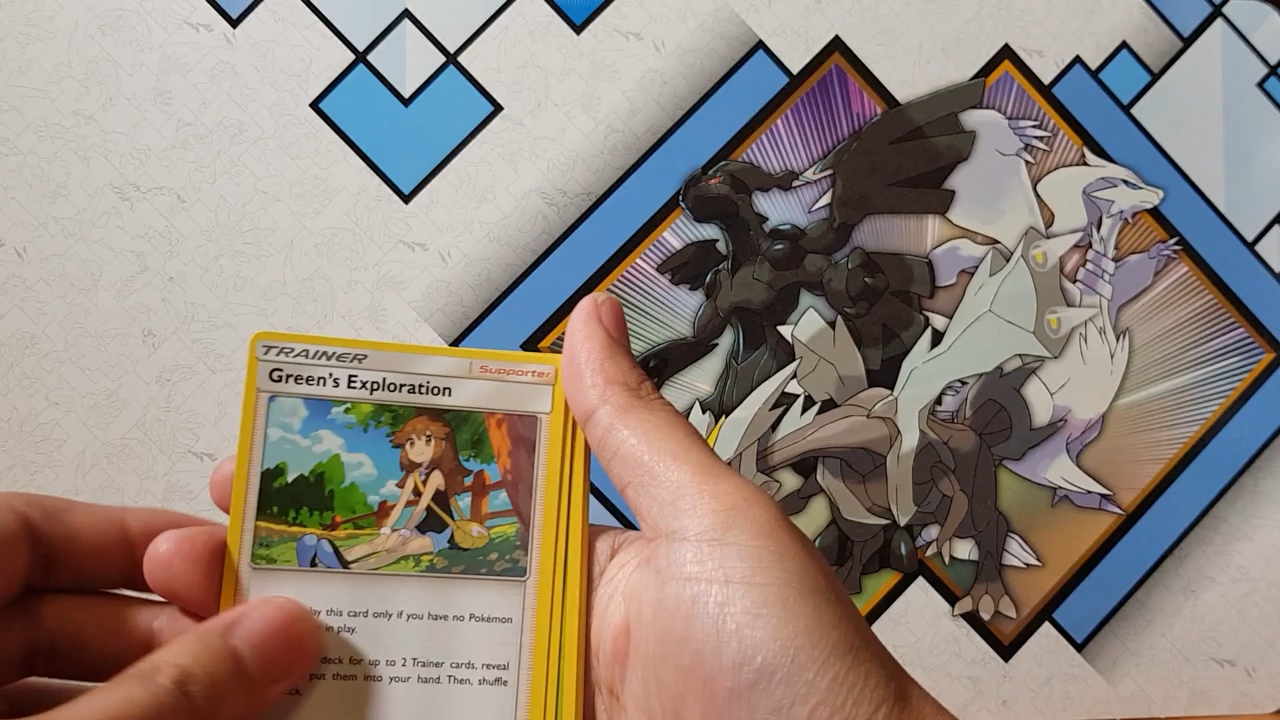 TRAINER
Supporter
Green's Exploration
this card only if you have no Pokémon
in play.
deck for up to 2 Trainer cards, reveal
put them into your hand. Then, shuffle